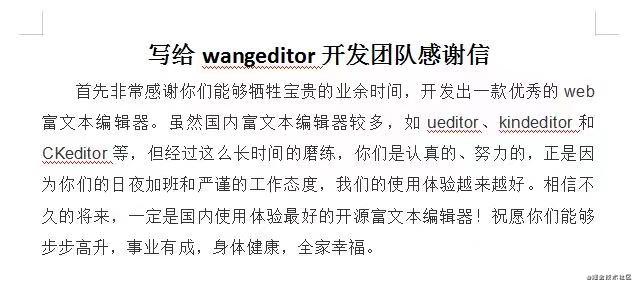 写给 wangeditor 开发团队感谢信
首先非常感谢你们能够牺牲宝贵的业余时间，开发出一款优秀的 web
富文本编辑器。虽然国内富文本编辑器较多，如 ueditor、kindeditor 和
CKeditor 等，但经过这么长时间的磨练，你们是认真的、努力的，正是因
为你们的日夜加班和严谨的工作态度，我们的使用体验越来越好。相信不
久的将来，一定是国内使用体验最好的开源富文本编辑器！祝愿你们能够
步步高升，事业有成，身体健康，全家幸福。
@掘金技术社区